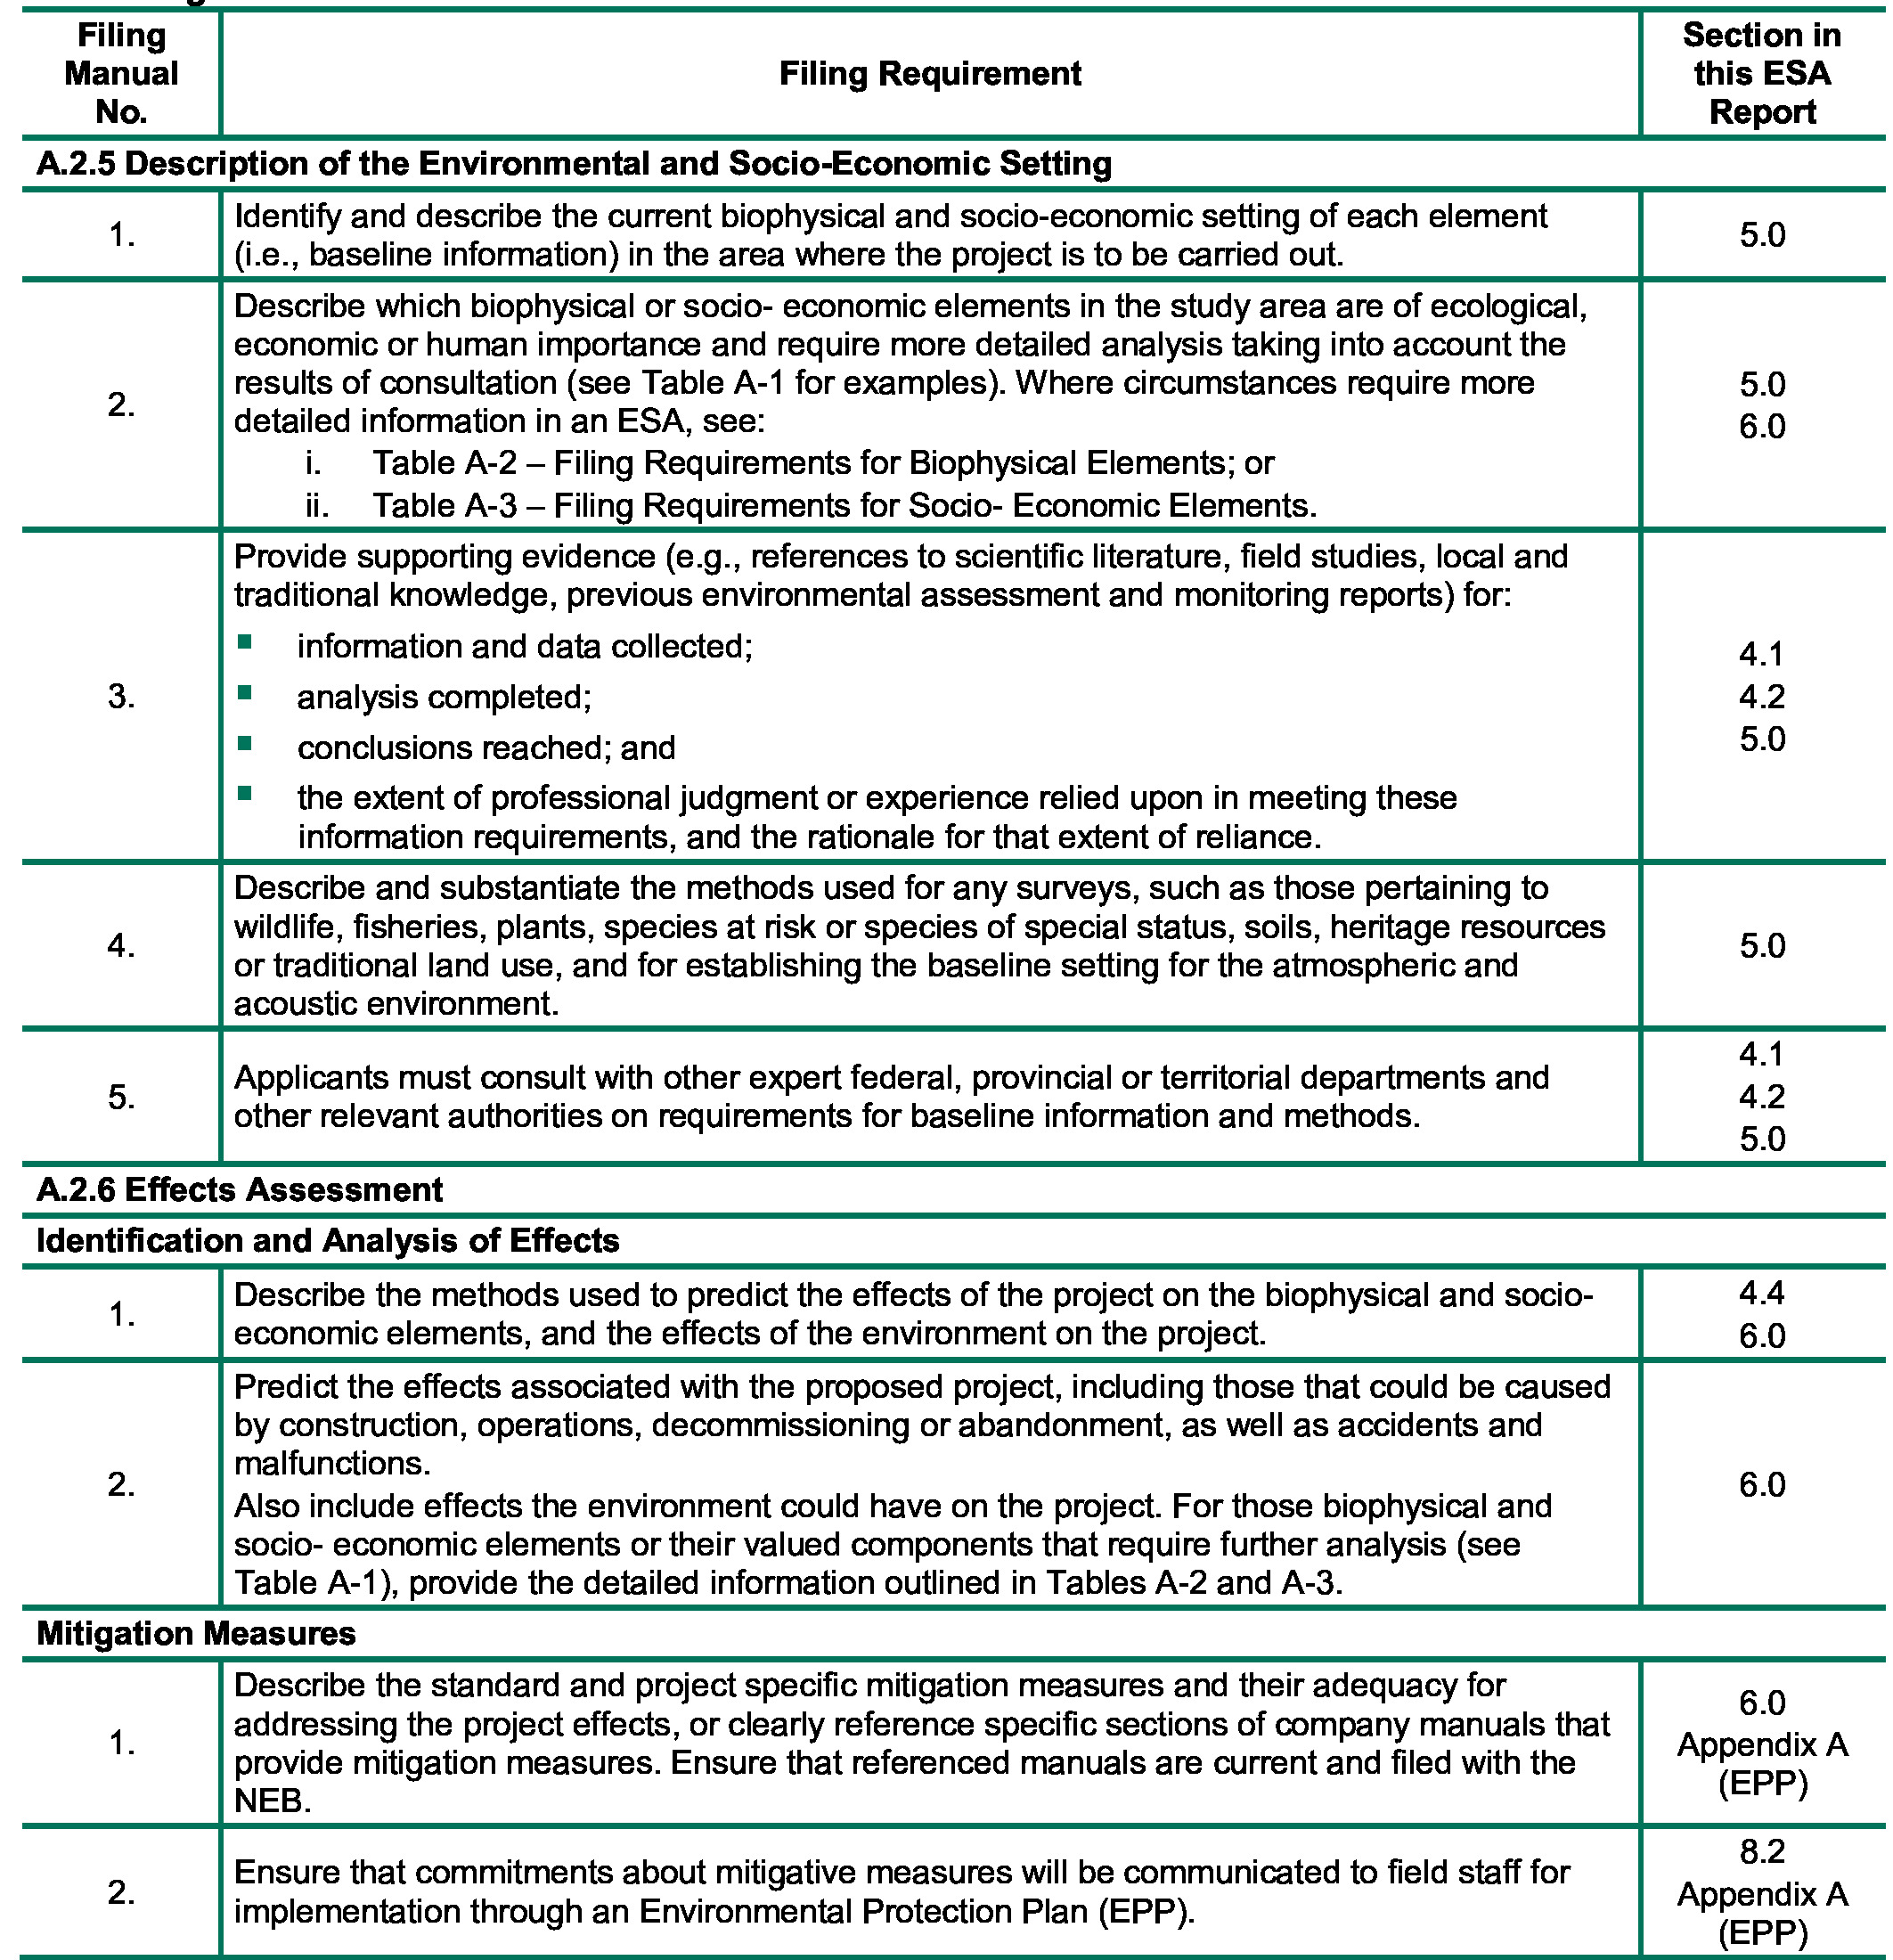 Filing
Manual
No.
Filing Requirement
Section in
this ESA
Report
A.2.5 Description of the Environmental and Socio-Economic Setting
1.
Identify and describe the current biophysical and socio-economic setting of each element
(i.e., baseline information) in the area where the project is to be carried out.
5.0
2.
Describe which biophysical or socio- economic elements in the study area are of ecological,
economic or human importance and require more detailed analysis taking into account the
results of consultation (see Table A-1 for examples). Where circumstances require more
detailed information in an ESA, see:
i. Table A-2 – Filing Requirements for Biophysical Elements; or
ii. Table A-3 – Filing Requirements for Socio- Economic Elements.
5.0
6.0
3.
Provide supporting evidence (e.g., references to scientific literature, field studies, local and
traditional knowledge, previous environmental assessment and monitoring reports) for:
▪ information and data collected;
▪ analysis completed;
▪ conclusions reached; and
▪ the extent of professional judgment or experience relied upon in meeting these
information requirements, and the rationale for that extent of reliance.
4.1
4.2
5.0
4.
Describe and substantiate the methods used for any surveys, such as those pertaining to
wildlife, fisheries, plants, species at risk or species of special status, soils, heritage resources
or traditional land use, and for establishing the baseline setting for the atmospheric and
acoustic environment.
5.0
5.
Applicants must consult with other expert federal, provincial or territorial departments and
other relevant authorities on requirements for baseline information and methods.
4.1
4.2
5.0
A.2.6 Effects Assessment
Identification and Analysis of Effects
1.
Describe the methods used to predict the effects of the project on the biophysical and socio-
economic elements, and the effects of the environment on the project.
4.4
6.0
2.
Predict the effects associated with the proposed project, including those that could be caused
by construction, operations, decommissioning or abandonment, as well as accidents and
malfunctions.
Also include effects the environment could have on the project. For those biophysical and
socio- economic elements or their valued components that require further analysis (see
Table A-1), provide the detailed information outlined in Tables A-2 and A-3.
6.0
Mitigation Measures
1.
Describe the standard and project specific mitigation measures and their adequacy for
addressing the project effects, or clearly reference specific sections of company manuals that
provide mitigation measures. Ensure that referenced manuals are current and filed with the
NEB.
6.0
Appendix A
(EPP)
2.
Ensure that commitments about mitigative measures will be communicated to field staff for
implementation through an Environmental Protection Plan (EPP).
8.2
Appendix A
(EPP)